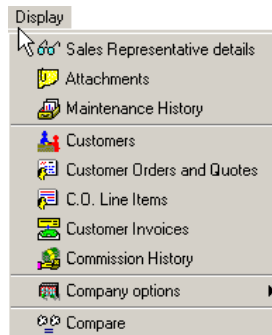 Display
Sales Representative details
Attachments
Maintenance History
Customers
Customer Orders and Quotes
C.O. Line Items
Customer Invoices
Commission History
Company options
Compare